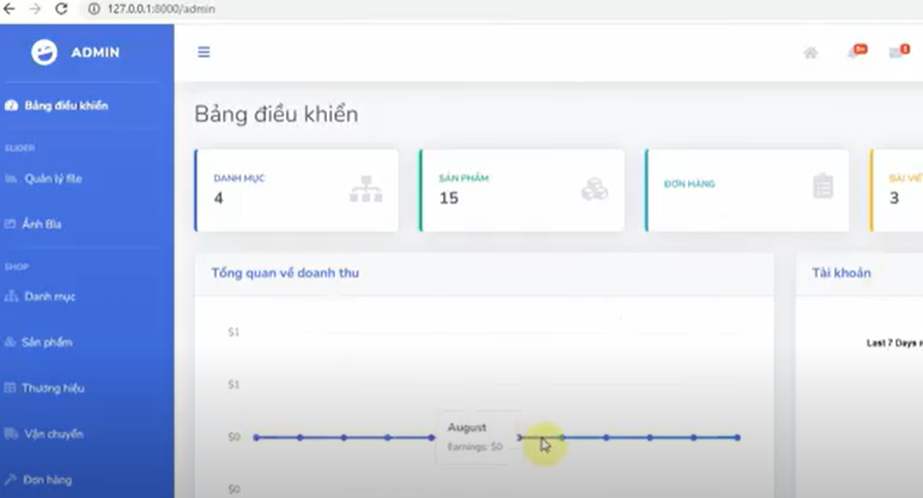 127.0.0.1:8000/admin
ADMIN
9+
Bảng điều khiển
SLIDER
Quản lý file
Ảnh Bìa
SHOP
Danh mục
Sản phẩm
Thương hiệu
Vận chuyển
Đơn hàng
Bảng điều khiển
DANH MỤC
4
SẢN PHẨM
15
ĐƠN HÀNG
BÀI VIẾ
3
Tổng quan về doanh thu
Tài khoản
$1
$1
$0
$0
August
Earnings: $0
Last 7 Days